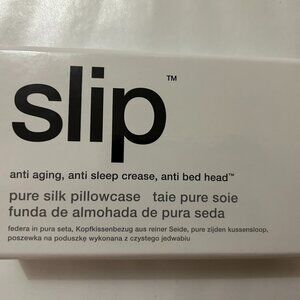 slip™
anti aging, anti sleep crease, anti bed head™
pure silk pillowcase taie pure soie
funda de almohada de pura seda
federa in pura seta, Kopfkissenbezug aus reiner Seide, pure zijden kussensloop,
poszewka na poduszkę wykonana z czystego jedwabiu